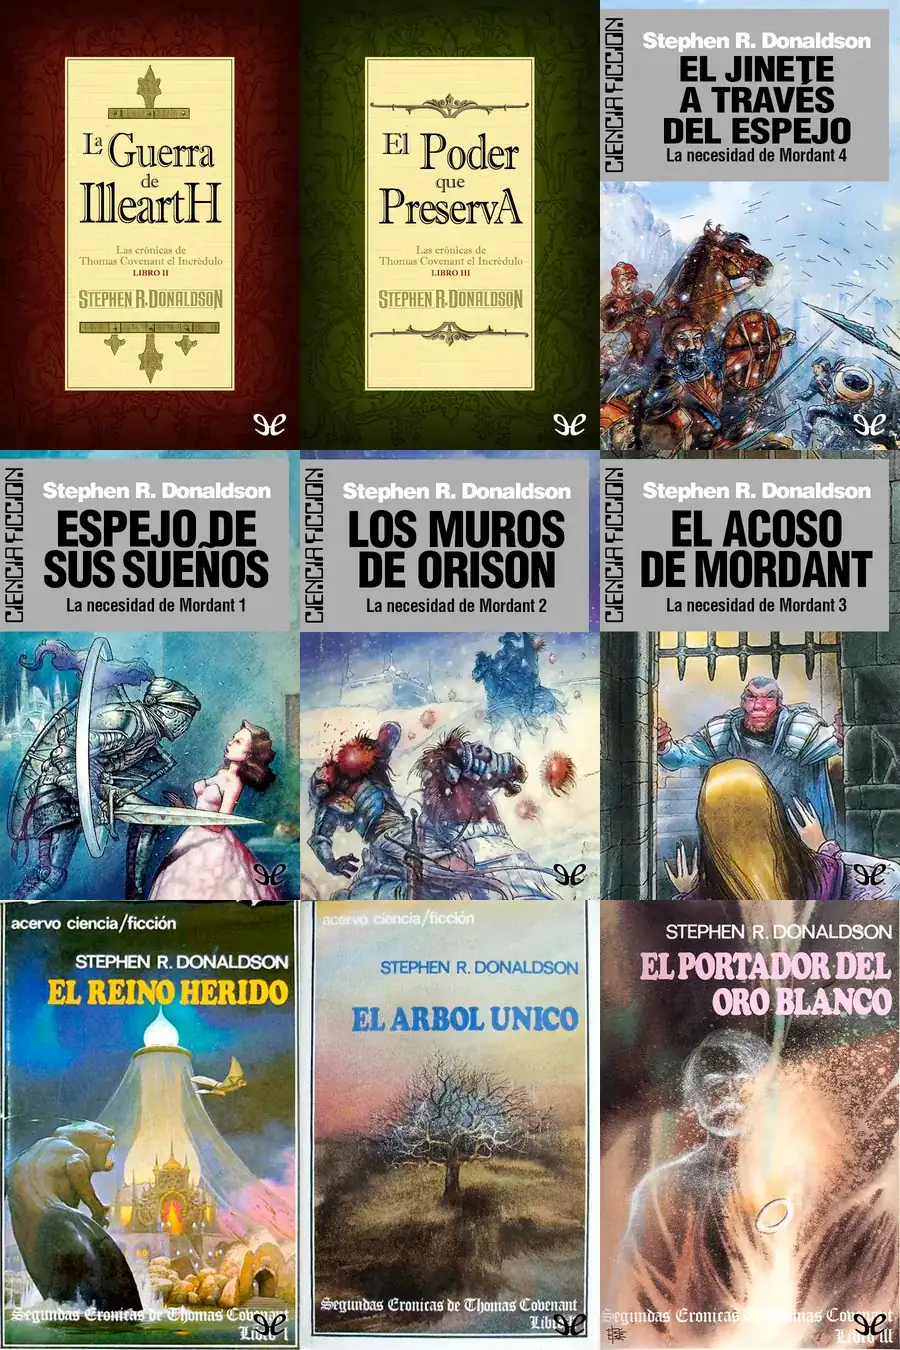 La Guerra
de
IlleartH
Las crónicas de
Thomas Covenant el Incrédulo
LIBRO II
STEPHEN R. DONALDSON
El Poder
que
PreservA
Las crónicas de
Thomas Covenant el Incrédulo
LIBRO III
STEPHEN R. DONALDSON
CIENCIA FICCION
Stephen R. Donaldson
EL JINETE
A TRAVÉS
DEL ESPEJO
La necesidad de Mordant 4
CIENCIA FICCION
Stephen R. Donaldson
ESPEJO DE
SUS SUEÑOS
La necesidad de Mordant 1
CIENCIA FICCION
Stephen R. Donaldson
LOS MUROS
DE ORISON
La necesidad de Mordant 2
CIENCIA FICCION
Stephen R. Donaldson
EL ACOSO
DE MORDANT
La necesidad de Mordant 3
acervo ciencia/ficción
STEPHEN R. DONALDSON
EL REINO HERIDO
Segundas Cronicas de Thomas Covenant
Libro I
acervo ciencia/ficción
STEPHEN R. DONALDSON
EL ARBOL UNICO
Segundas Cronicas de Thomas Covenant
STEPHEN R. DONALDSON
EL PORTADOR DEL
ORO BLANCO
Segundas Cronicas de Thomas Covenant
Libro III